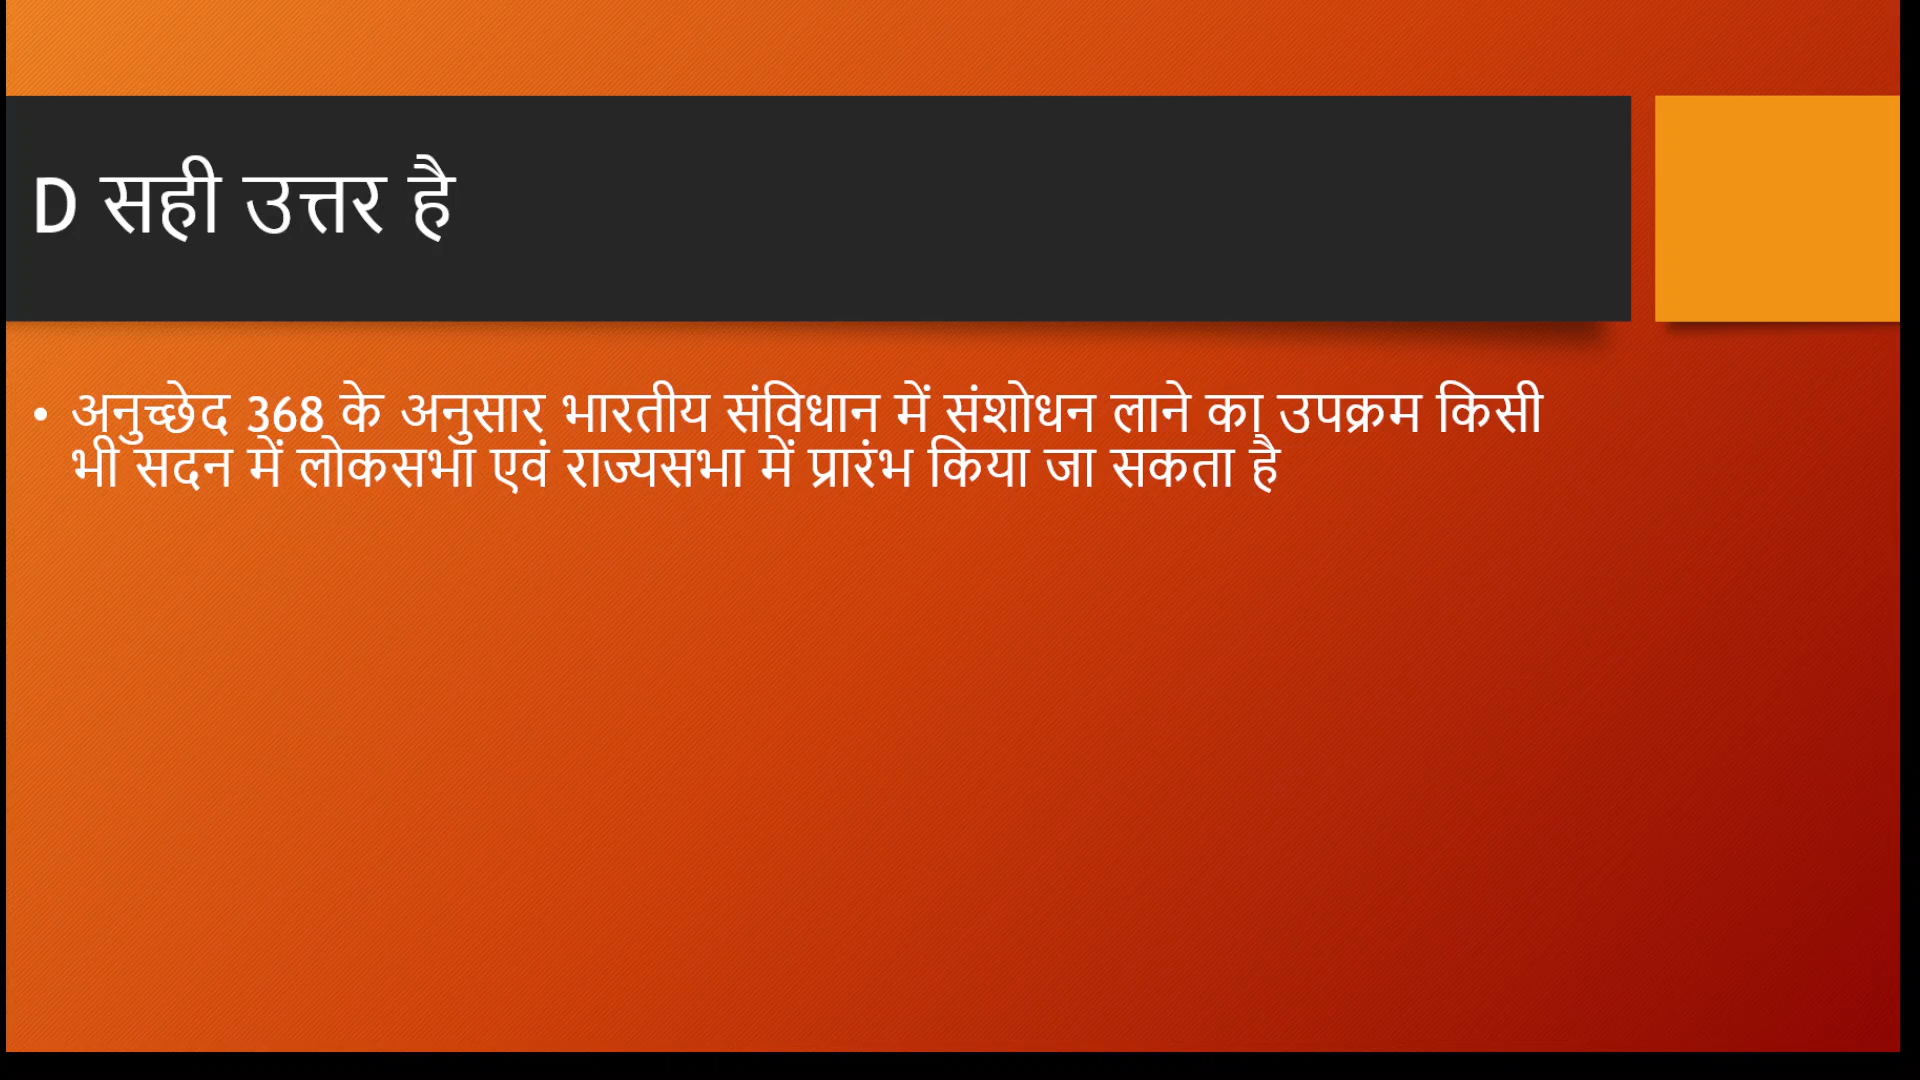 D सही उत्तर है
• अनुच्छेद 368 के अनुसार भारतीय संविधान में संशोधन लाने का उपक्रम किसी
भी सदन में लोकसभा एवं राज्यसभा में प्रारंभ किया जा सकता है